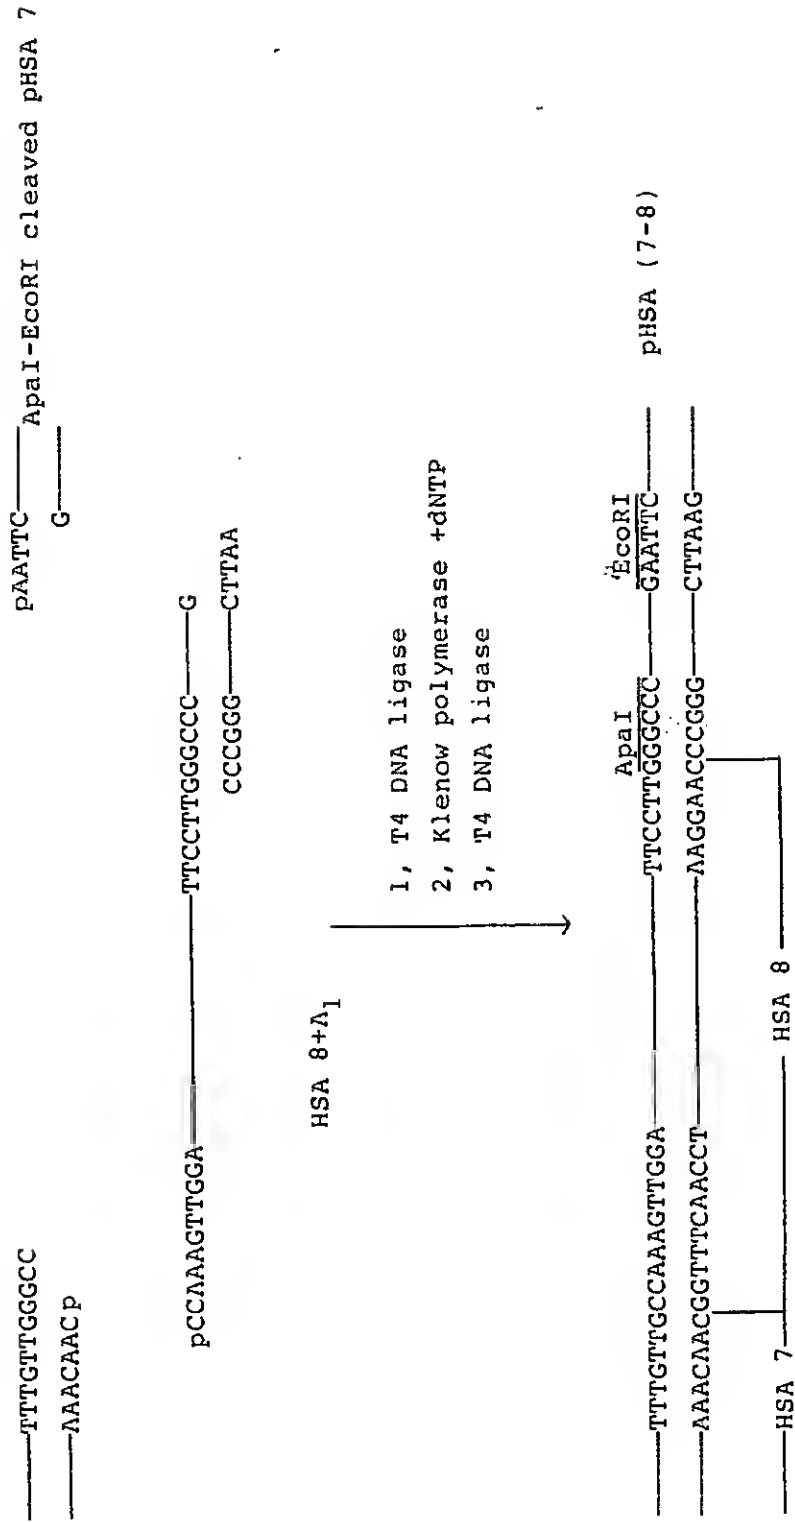 TTTGTTGGGCC pAATTC
AAACAACp G ApaI-EcoRI cleaved pHSA 7
pCCAAAGTTGGA TTCCTTGGGCCC G
CCCGGG CTTAA
HSA 8+A1
1, T4 DNA ligase
2, Klenow polymerase +dNTP
3, T4 DNA ligase
ApaI EcoRI
TTTGTTGCCAAAGTTGGA TTCCTTGGGCCC GAATTC
pHSA (7-8)
AAACAACGGTTTCAACCT AAGGAACCCGGG CTTAAG
HSA 7 HSA 8